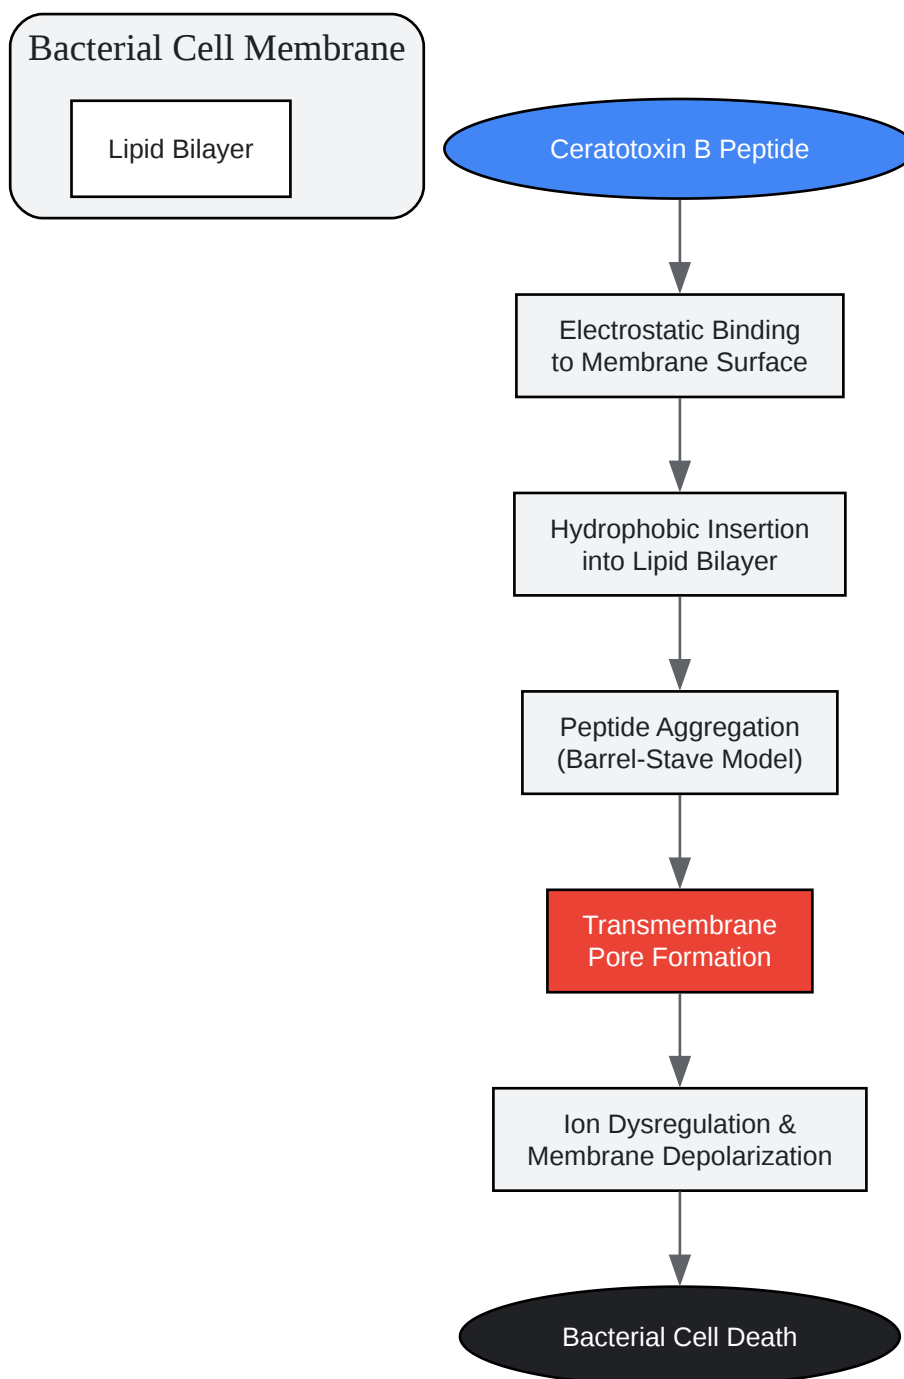 Bacterial Cell Membrane
Lipid Bilayer
Ceratotoxin B Peptide
Electrostatic Binding
to Membrane Surface
Hydrophobic Insertion
into Lipid Bilayer
Peptide Aggregation
(Barrel-Stave Model)
Transmembrane
Pore Formation
Ion Dysregulation &
Membrane Depolarization
Bacterial Cell Death